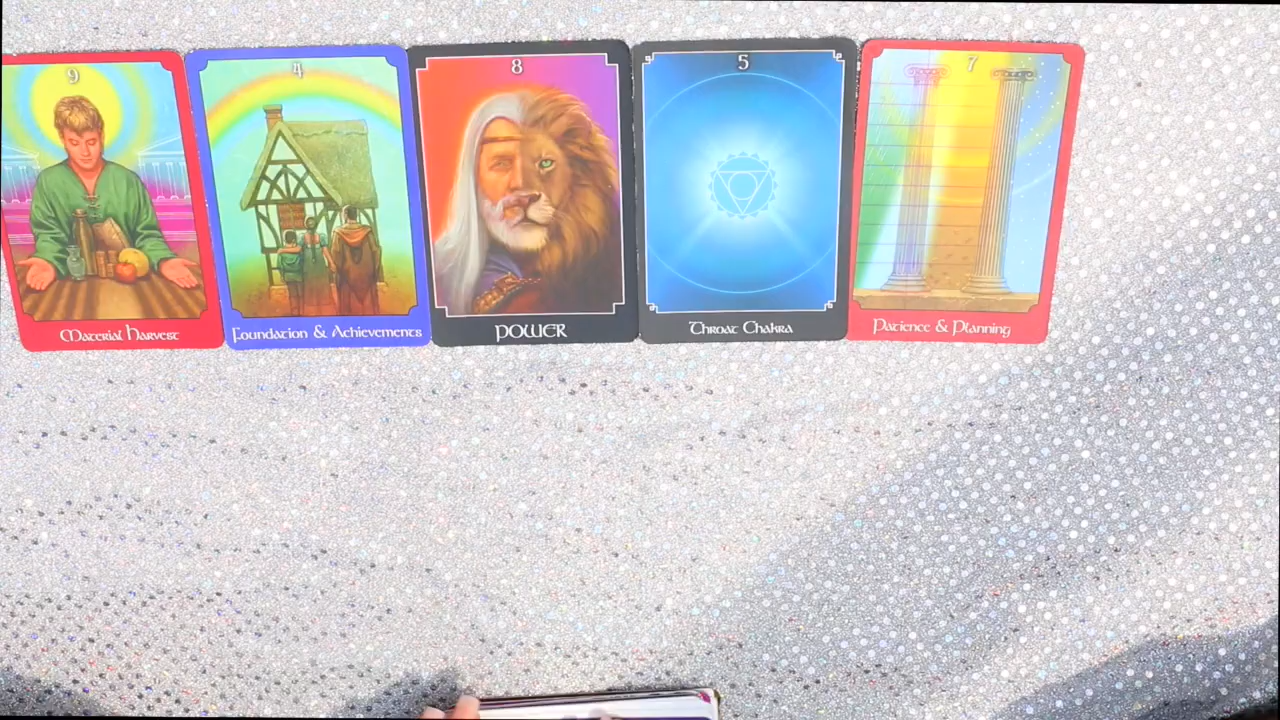 9
Material Harvest
4
Foundation & Achievements
8
POWER
5
Throat Chakra
7
Patience & Planning